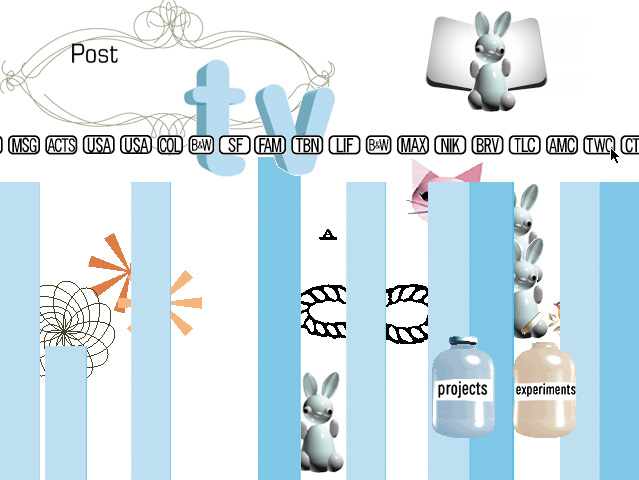 Post
tv
MSG ACTS USA USA COL B&W SF FAM TBN LIF B&W MAX NIK BRV TLC AMC TWC CT
A
projects experiments